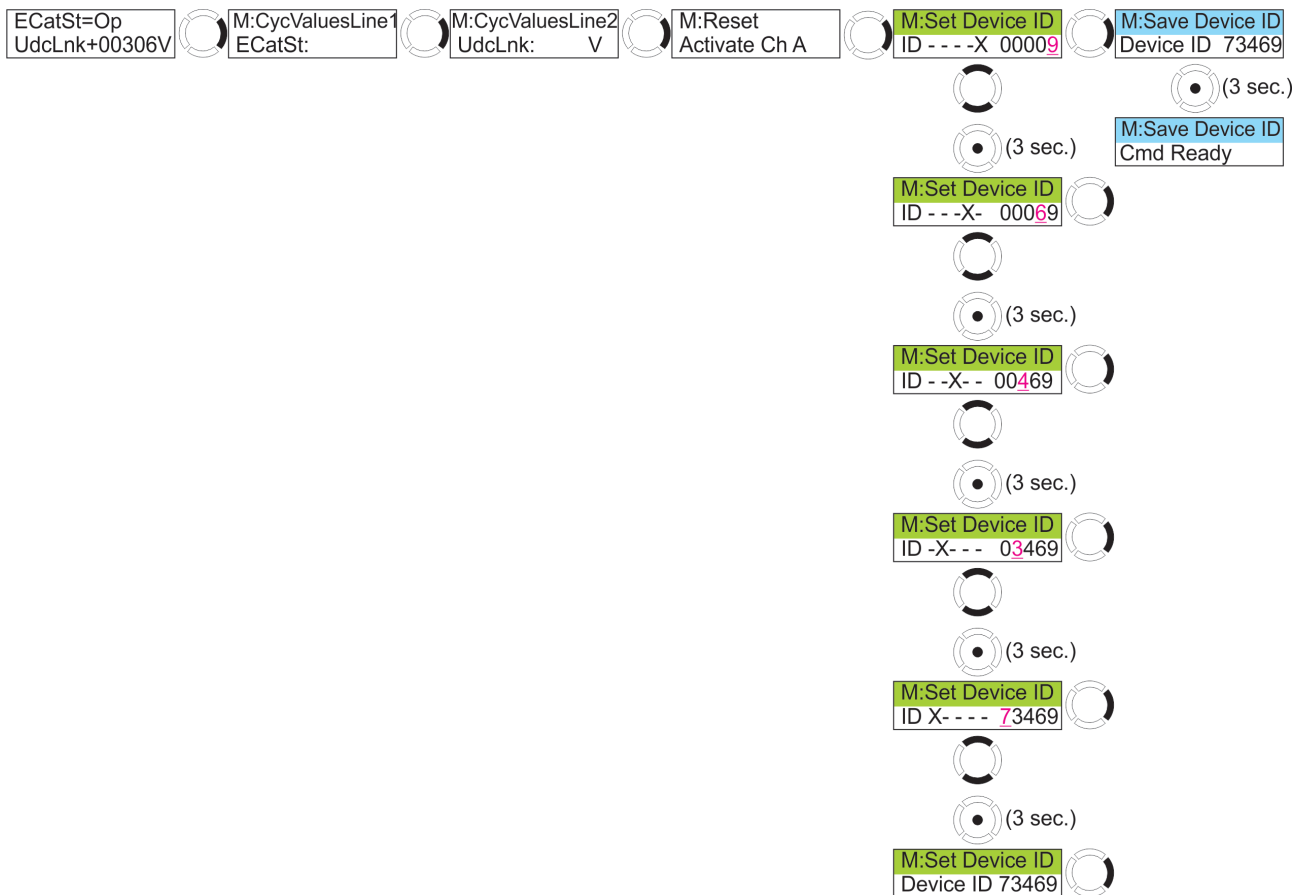 ECatSt=Op
UdcLnk+00306V
M:CycValuesLine1
ECatSt:
M:CycValuesLine2
UdcLnk: V
M:Reset
Activate Ch A
M:Set Device ID
ID - - - -X 00009
M:Save Device ID
Device ID 73469
(3 sec.)
M:Save Device ID
Cmd Ready
(3 sec.)
M:Set Device ID
ID - - -X- 00069
(3 sec.)
M:Set Device ID
ID - -X- - 00469
(3 sec.)
M:Set Device ID
ID -X- - - 03469
(3 sec.)
M:Set Device ID
ID X- - - - 73469
(3 sec.)
M:Set Device ID
Device ID 73469